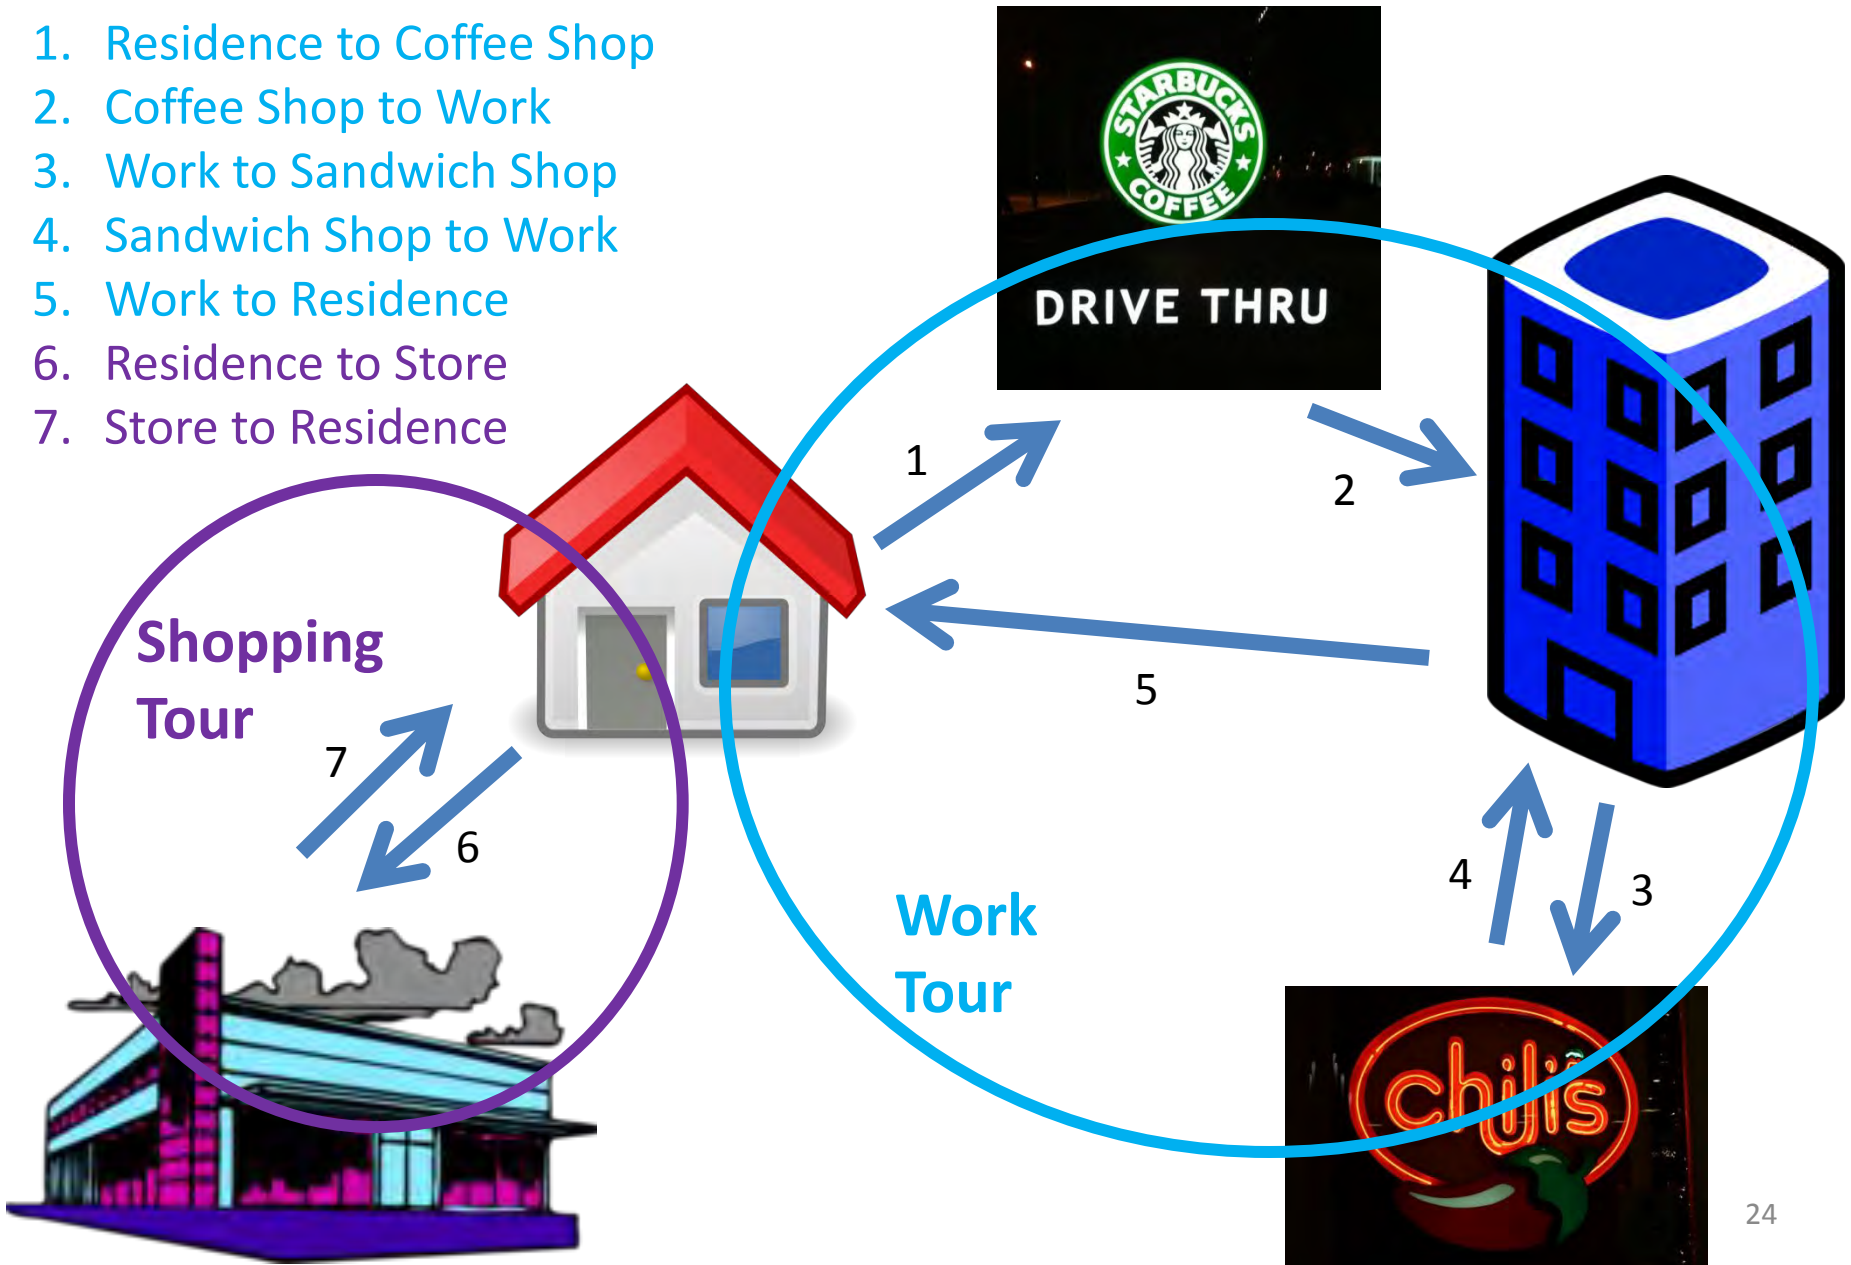 1. Residence to Coffee Shop
2. Coffee Shop to Work
3. Work to Sandwich Shop
4. Sandwich Shop to Work
5. Work to Residence
6. Residence to Store
7. Store to Residence
STARBUCKS
COFFEE
DRIVE THRU
1
2
Shopping
Tour
5
7
6
4
3
Work
Tour
chili's
24